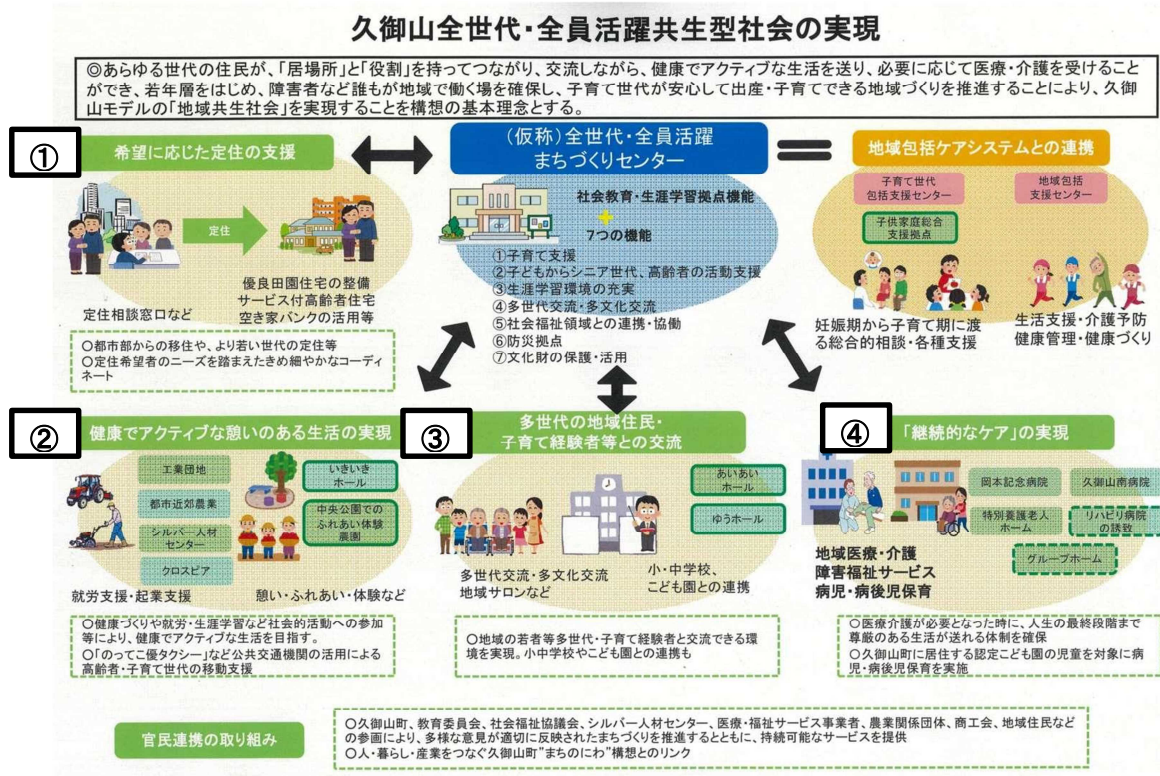 久御山全世代・全員活躍共生型社会の実現
◎あらゆる世代の住民が、「居場所」と「役割」を持ってつながり、交流しながら、健康でアクティブな生活を送り、必要に応じて医療・介護を受けること
ができ、若年層をはじめ、障害者など誰もが地域で働く場を確保し、子育て世代が安心して出産・子育てできる地域づくりを推進することにより、久御
山モデルの「地域共生社会」を実現することを構想の基本理念とする。
①
希望に応じた定住の支援
定住
定住相談窓口など
優良田園住宅の整備
サービス付高齢者住宅
空き家バンクの活用等
○都市部からの移住や、より若い世代の定住等
○定住希望者のニーズを踏まえたきめ細やかなコーディ
ネート
(仮称)全世代・全員活躍
まちづくりセンター
社会教育・生涯学習拠点機能
+
7つの機能
①子育て支援
②子どもからシニア世代、高齢者の活動支援
③生涯学習環境の充実
④多世代交流・多文化交流
⑤社会福祉領域との連携・協働
⑥防災拠点
⑦文化財の保護・活用
地域包括ケアシステムとの連携
子育て世代
包括支援センター
地域包括
支援センター
子供家庭総合
支援拠点
妊娠期から子育て期に渡
る総合的相談・各種支援
生活支援・介護予防
健康管理・健康づくり
②
健康でアクティブな憩いのある生活の実現
工業団地
都市近郊農業
シルバー人材
センター
クロスピア
いきいき
ホール
中央公園での
ふれあい体験
農園
就労支援・起業支援
憩い・ふれあい・体験など
○健康づくりや就労・生涯学習など社会的活動への参加
等により、健康でアクティブな生活を目指す。
○「のってこ優タクシー」など公共交通機関の活用による
高齢者・子育て世代の移動支援
③
多世代の地域住民・
子育て経験者等との交流
あいあい
ホール
ゆうホール
多世代交流・多文化交流
地域サロンなど
小・中学校、
こども園との連携
○地域の若者等多世代・子育て経験者と交流できる環
境を実現。小中学校やこども園との連携も
④
「継続的なケア」の実現
岡本記念病院
久御山南病院
特別養護老人
ホーム
リハビリ病院
の誘致
グループホーム
地域医療・介護
障害福祉サービス
病児・病後児保育
○医療介護が必要となった時に、人生の最終段階まで
尊厳のある生活が送れる体制を確保
○久御山町に居住する認定こども園の児童を対象に病
児・病後児保育を実施
官民連携の取り組み
○久御山町、教育委員会、社会福祉協議会、シルバー人材センター、医療・福祉サービス事業者、農業関係団体、商工会、地域住民など
の参画により、多様な意見が適切に反映されたまちづくりを推進するとともに、持続可能なサービスを提供
○人・暮らし・産業をつなぐ久御山町”まちのにわ”構想とのリンク